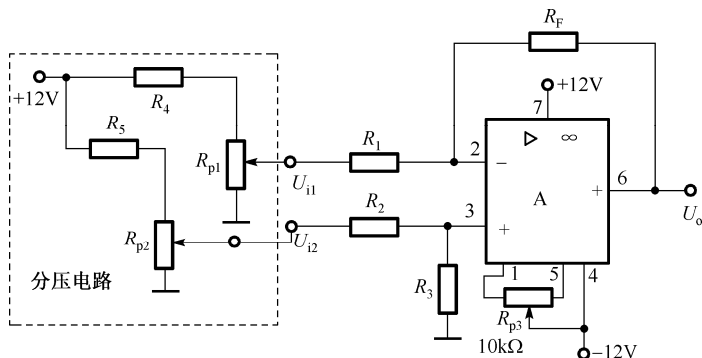 R_F
+12V
+12V
R_4
7
▷ ∞
R_5
R_1
2
−
R_p1
U_i1
6
+
A
U_o
R_2
3
+
R_p2
U_i2
R_3
1 5 4
分压电路
R_p3
10kΩ
−12V